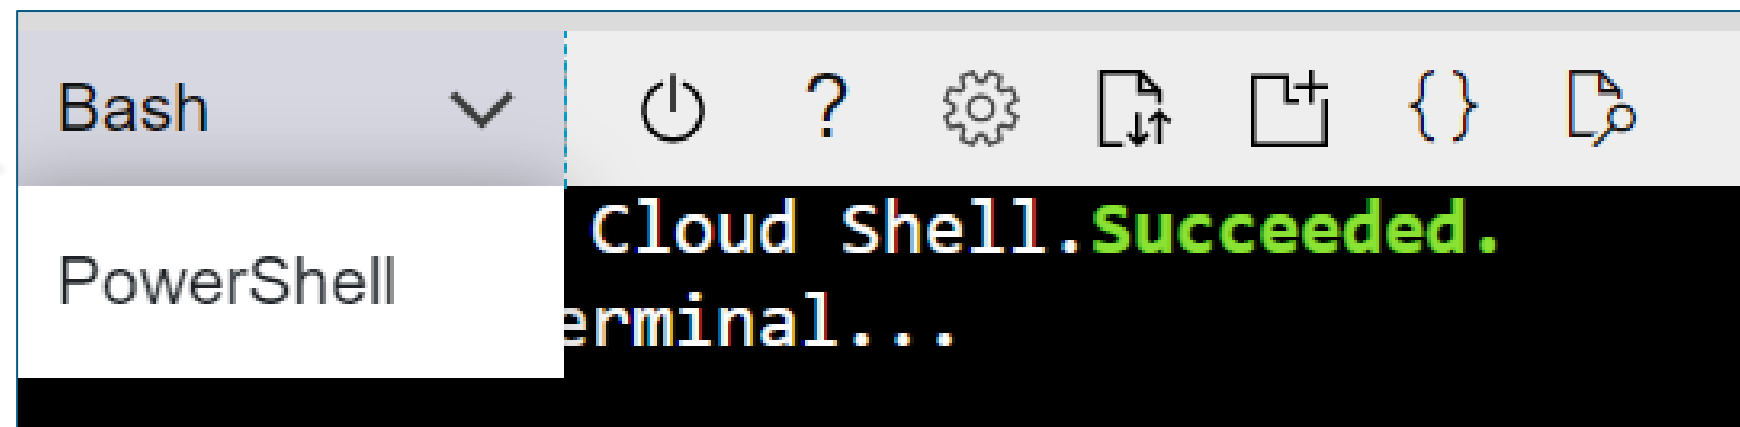 Bash
?
{}
Cloud Shell.Succeeded.
PowerShell
erminal...